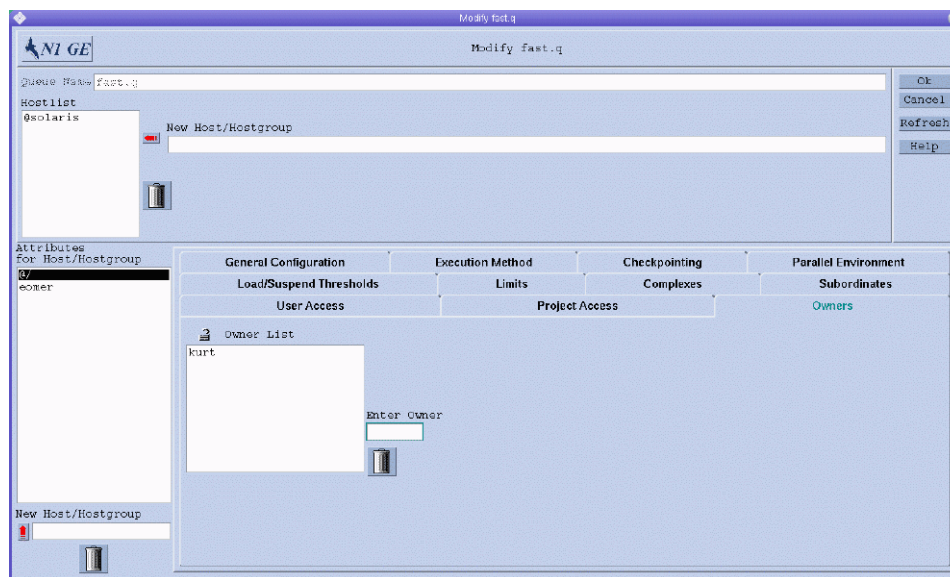 Modify fast.q
N1 GE
Modify fast.q
Queue Name fast.q
Hostlist
@solaris
New Host/Hostgroup
Ok
Cancel
Refresh
Help
Attributes
for Host/Hostgroup
@/
eomer
New Host/Hostgroup
General Configuration
Execution Method
Checkpointing
Parallel Environment
Load/Suspend Thresholds
Limits
Complexes
Subordinates
User Access
Project Access
Owners
Owner List
kurt
Enter Owner